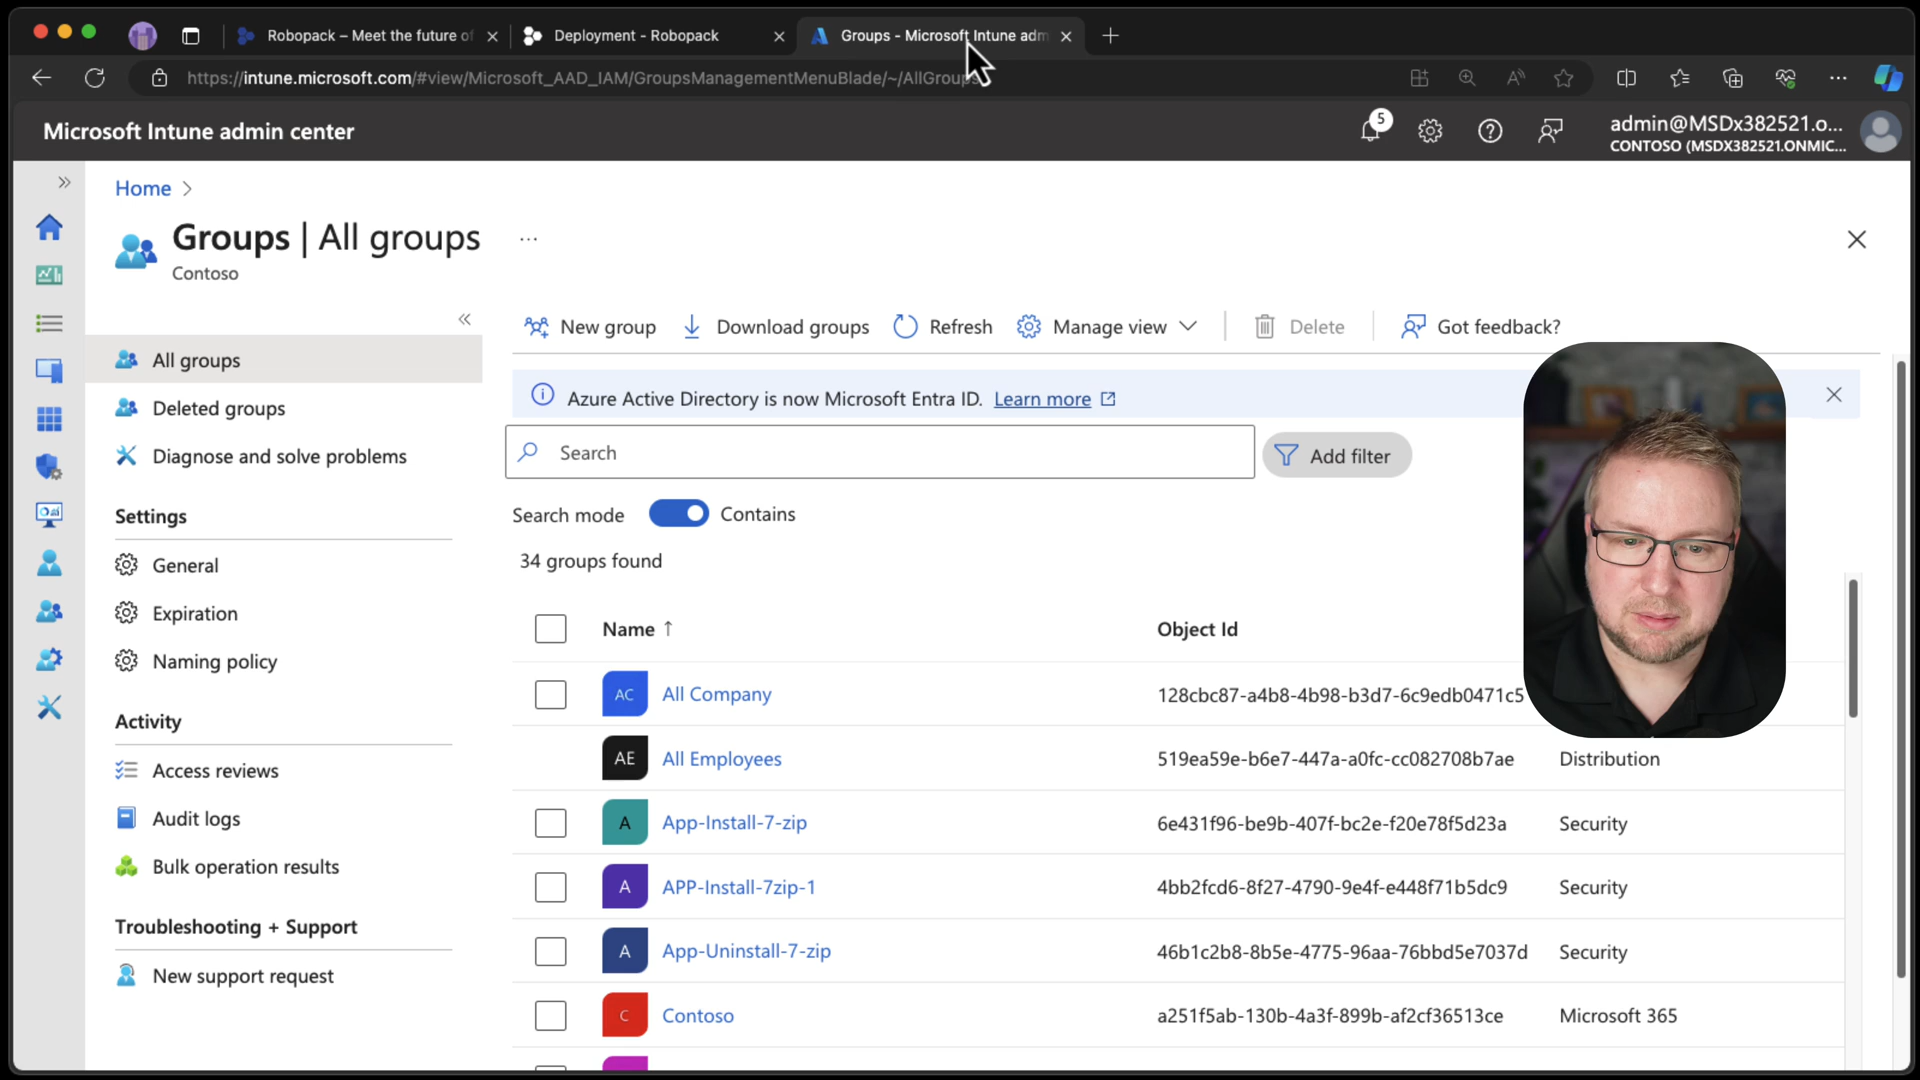 Robopack – Meet the future of
Deployment - Robopack
Groups - Microsoft Intune adm
https://intune.microsoft.com/#view/Microsoft_AAD_IAM/GroupsManagementMenuBlade/~/AllGroups
Microsoft Intune admin center
5
admin@MSDx382521.o...
CONTOSO (MSDX382521.ONMIC...
Home
Groups | All groups
...
Contoso
New group
Download groups
Refresh
Manage view
Delete
Got feedback?
All groups
Deleted groups
Diagnose and solve problems
Settings
General
Expiration
Naming policy
Activity
Access reviews
Audit logs
Bulk operation results
Troubleshooting + Support
New support request
Azure Active Directory is now Microsoft Entra ID. Learn more
Search
Add filter
Search mode
Contains
34 groups found
Name ↑
Object Id
AC All Company 128cbc87-a4b8-4b98-b3d7-6c9edb0471c5
AE All Employees 519ea59e-b6e7-447a-a0fc-cc082708b7ae Distribution
A App-Install-7-zip 6e431f96-be9b-407f-bc2e-f20e78f5d23a Security
A APP-Install-7zip-1 4bb2fcd6-8f27-4790-9e4f-e448f71b5dc9 Security
A App-Uninstall-7-zip 46b1c2b8-8b5e-4775-96aa-76bbd5e7037d Security
C Contoso a251f5ab-130b-4a3f-899b-af2cf36513ce Microsoft 365